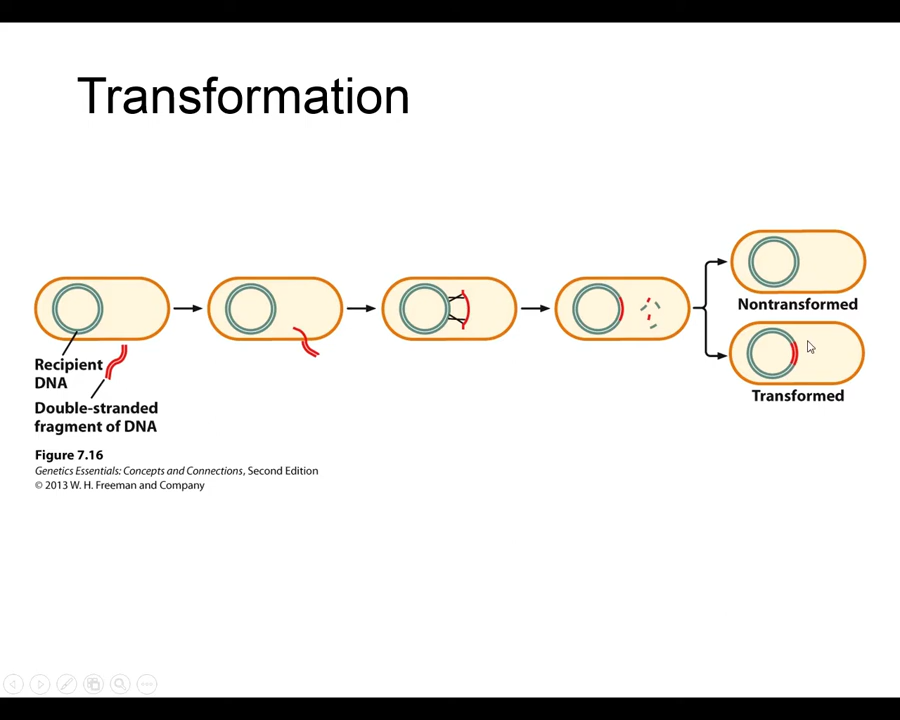 Transformation
Nontransformed
Recipient
DNA
Transformed
Double-stranded
fragment of DNA
Figure 7.16
Genetics Essentials: Concepts and Connections, Second Edition
© 2013 W. H. Freeman and Company